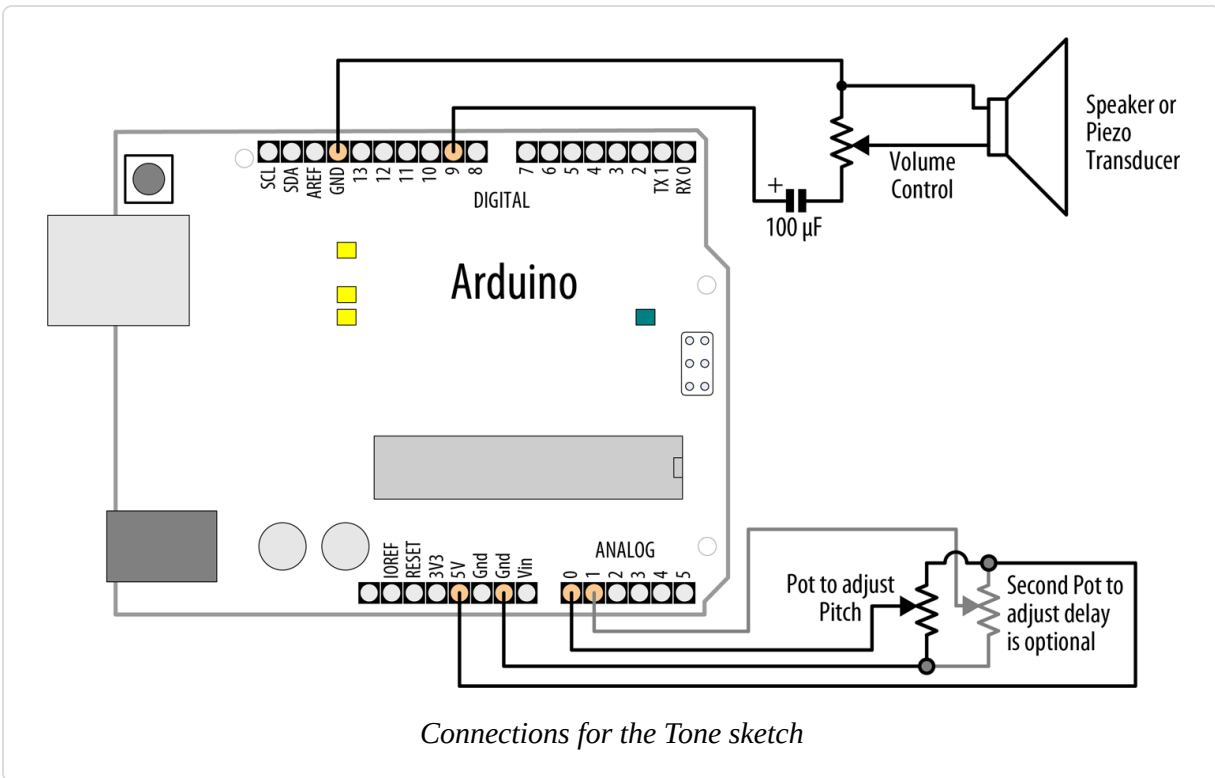 Speaker or
Piezo
Transducer
Volume
Control
+
100 µF
SCL
SDA
AREF
GND
13
12
11
10
9
8
7
6
5
4
3
2
TX 1
RX 0
DIGITAL
Arduino
IOREF
RESET
3V3
5V
Gnd
Gnd
Vin
ANALOG
0
1
2
3
4
5
Pot to adjust
Pitch
Second Pot to
adjust delay
is optional
Connections for the Tone sketch